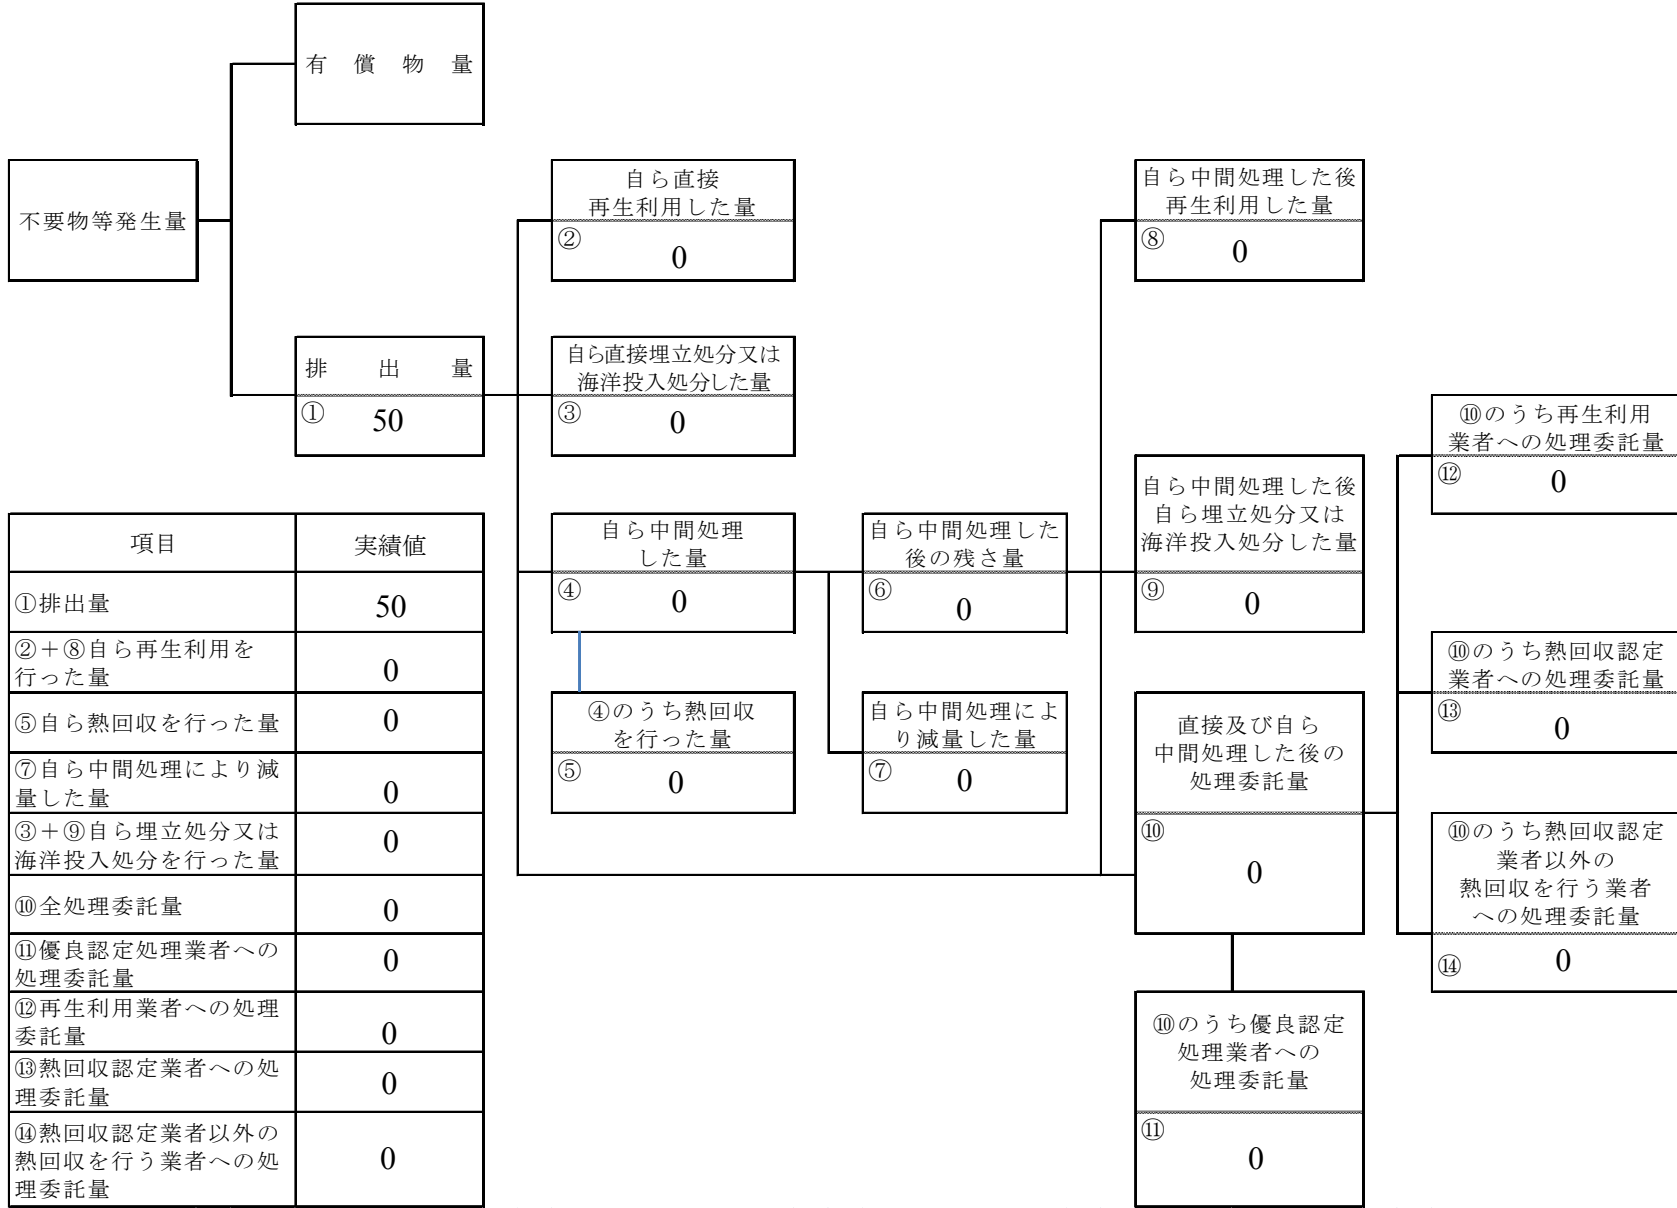 有償物量
不要物等発生量
排出量
① 50
自ら直接
再生利用した量
② 0
自ら直接埋立処分又は
海洋投入処分した量
③ 0
自ら中間処理
した量
④ 0
④のうち熱回収
を行った量
⑤ 0
自ら中間処理した
後の残さ量
⑥ 0
自ら中間処理によ
り減量した量
⑦ 0
自ら中間処理した後
再生利用した量
⑧ 0
自ら中間処理した後
自ら埋立処分又は
海洋投入処分した量
⑨ 0
直接及び自ら
中間処理した後の
処理委託量
⑩
0
⑩のうち優良認定
処理業者への
処理委託量
⑪
0
⑩のうち再生利用
業者への処理委託量
⑫ 0
⑩のうち熱回収認定
業者への処理委託量
⑬ 0
⑩のうち熱回収認定
業者以外の
熱回収を行う業者
への処理委託量
⑭ 0
項目 実績値
①排出量 50
②＋⑧自ら再生利用を
行った量 0
⑤自ら熱回収を行った量 0
⑦自ら中間処理により減
量した量 0
③＋⑨自ら埋立処分又は
海洋投入処分を行った量 0
⑩全処理委託量 0
⑪優良認定処理業者への
処理委託量 0
⑫再生利用業者への処理
委託量 0
⑬熱回収認定業者への処
理委託量 0
⑭熱回収認定業者以外の
熱回収を行う業者への処
理委託量 0